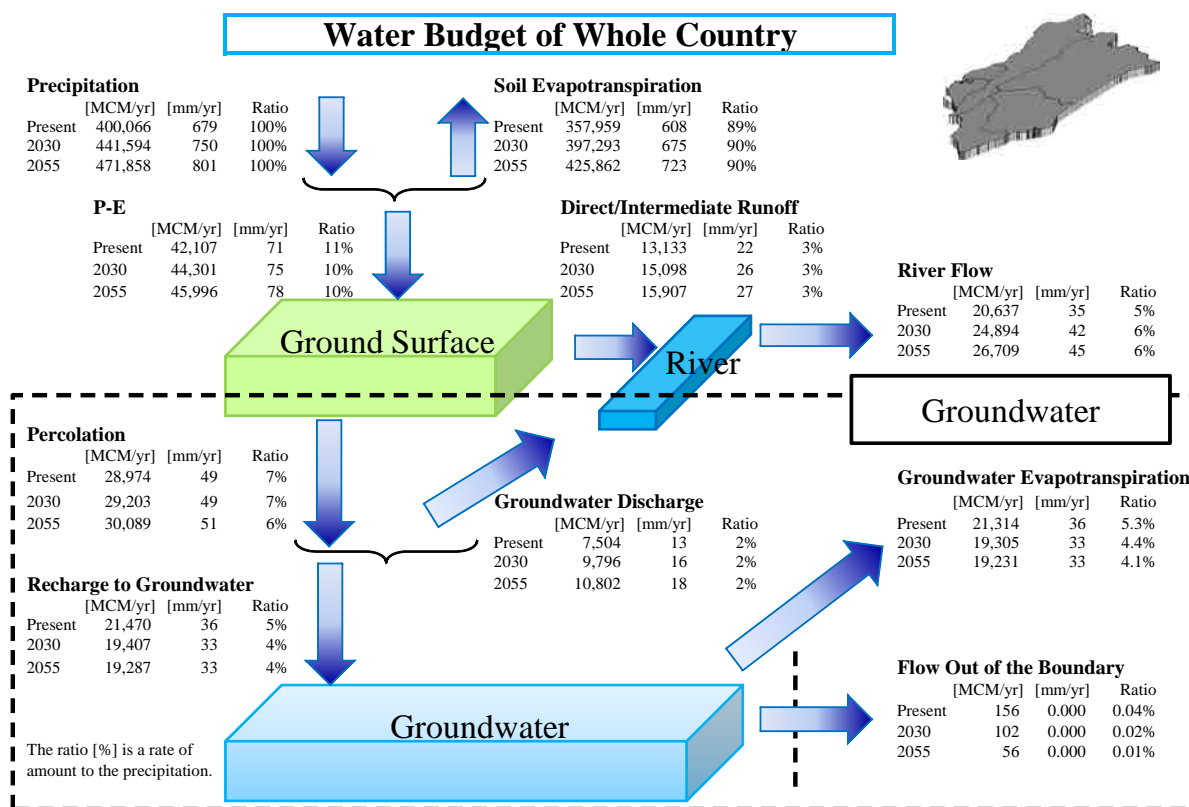 Water Budget of Whole Country
Precipitation
[MCM/yr] [mm/yr] Ratio
Present 400,066 679 100%
2030 441,594 750 100%
2055 471,858 801 100%
Soil Evapotranspiration
[MCM/yr] [mm/yr] Ratio
Present 357,959 608 89%
2030 397,293 675 90%
2055 425,862 723 90%
P-E
[MCM/yr] [mm/yr] Ratio
Present 42,107 71 11%
2030 44,301 75 10%
2055 45,996 78 10%
Direct/Intermediate Runoff
[MCM/yr] [mm/yr] Ratio
Present 13,133 22 3%
2030 15,098 26 3%
2055 15,907 27 3%
River Flow
[MCM/yr] [mm/yr] Ratio
Present 20,637 35 5%
2030 24,894 42 6%
2055 26,709 45 6%
Ground Surface
River
Groundwater
Percolation
[MCM/yr] [mm/yr] Ratio
Present 28,974 49 7%
2030 29,203 49 7%
2055 30,089 51 6%
Groundwater Discharge
[MCM/yr] [mm/yr] Ratio
Present 7,504 13 2%
2030 9,796 16 2%
2055 10,802 18 2%
Groundwater Evapotranspiration
[MCM/yr] [mm/yr] Ratio
Present 21,314 36 5.3%
2030 19,305 33 4.4%
2055 19,231 33 4.1%
Recharge to Groundwater
[MCM/yr] [mm/yr] Ratio
Present 21,470 36 5%
2030 19,407 33 4%
2055 19,287 33 4%
Flow Out of the Boundary
[MCM/yr] [mm/yr] Ratio
Present 156 0.000 0.04%
2030 102 0.000 0.02%
2055 56 0.000 0.01%
Groundwater
The ratio [%] is a rate of
amount to the precipitation.